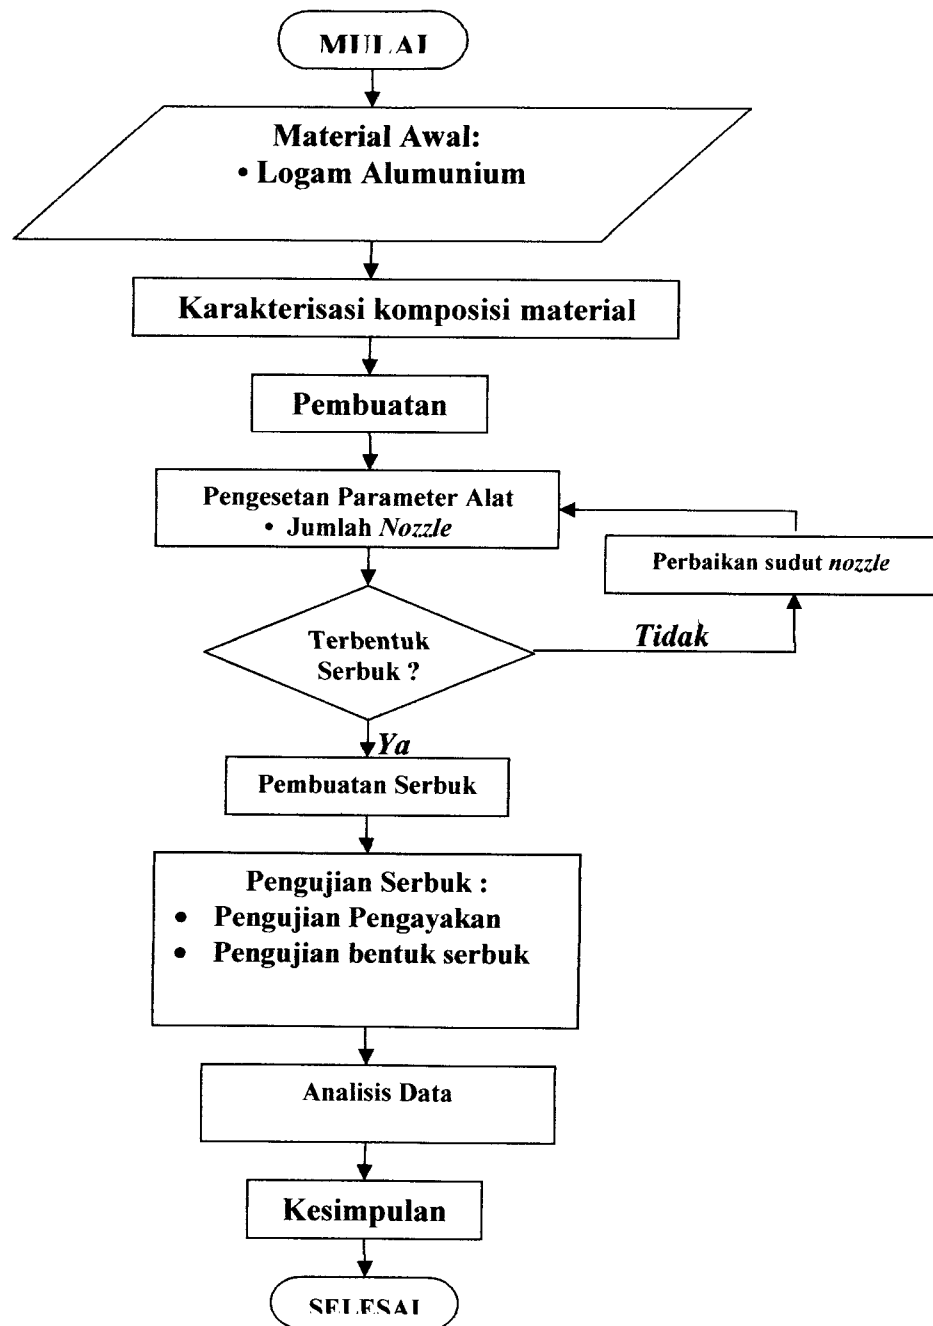 MULAI
Material Awal:
• Logam Alumunium
Karakterisasi komposisi material
Pembuatan
Pengesetan Parameter Alat
• Jumlah Nozzle
Perbaikan sudut nozzle
Terbentuk
Serbuk ?
Tidak
Ya
Pembuatan Serbuk
Pengujian Serbuk :
• Pengujian Pengayakan
• Pengujian bentuk serbuk
Analisis Data
Kesimpulan
SELESAI